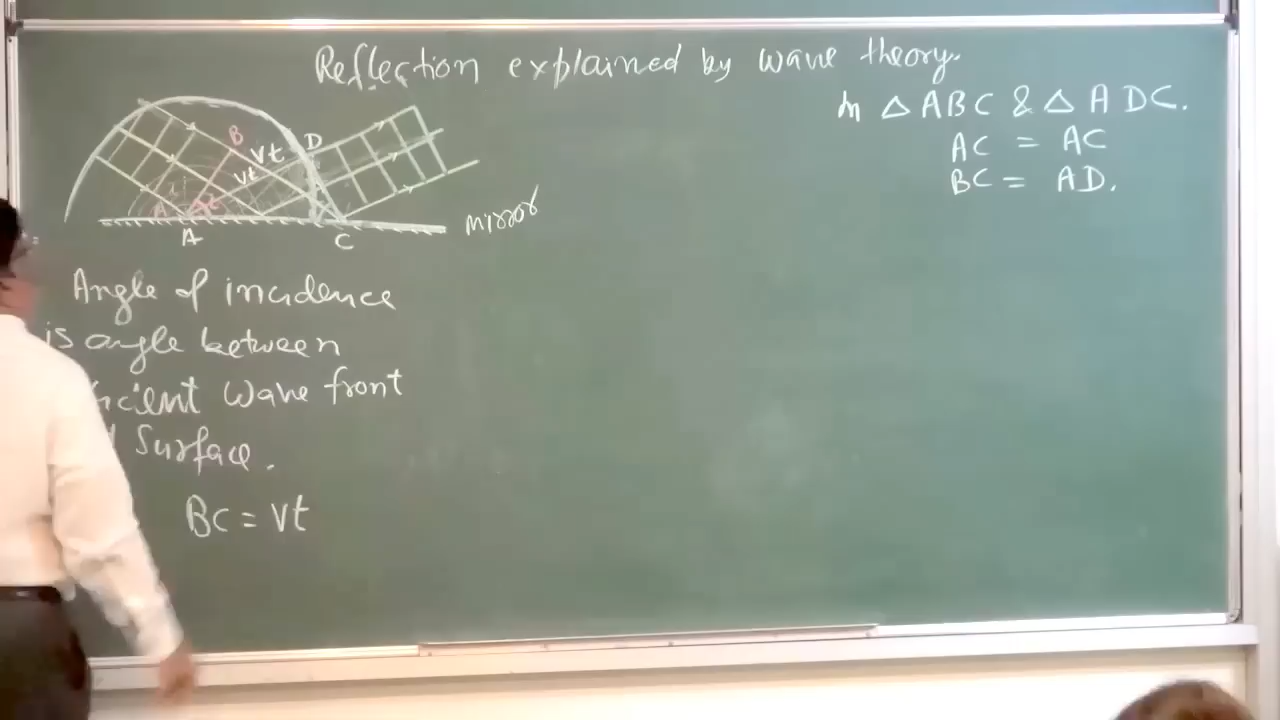 Reflection explained by wave theory.
In △ ABC & △ ADC.
AC = AC
BC = AD.
B
D
Vt
Vt
A
C
mirror
Angle of incidence
is angle between
Wave front
Surface.
BC = Vt